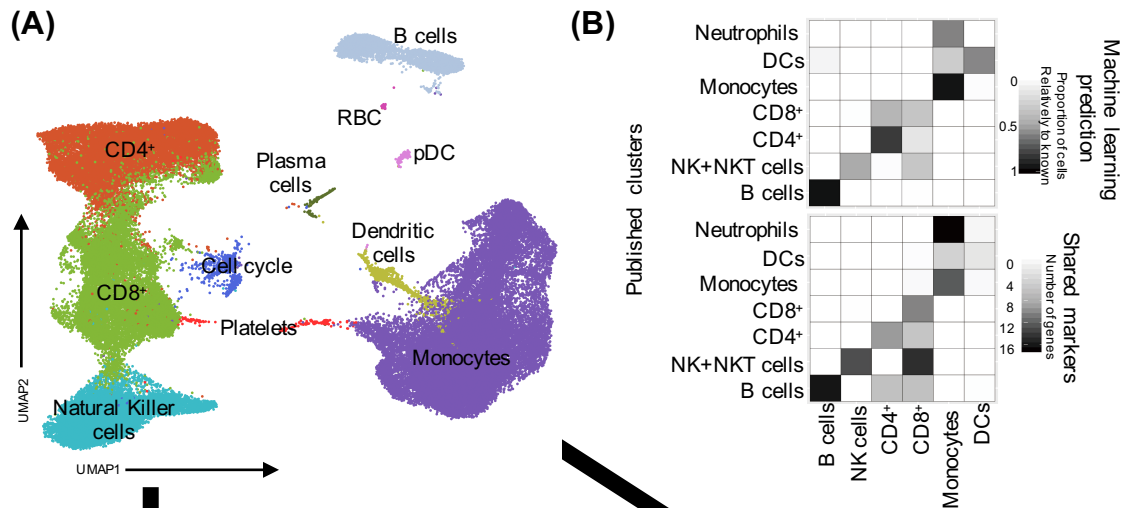 (A)
B cells
RBC
CD4⁺
pDC
Plasma
cells
Dendritic
cells
Cell cycle
CD8⁺
Platelets
Monocytes
Natural Killer
cells
UMAP2
UMAP1
(B)
Published clusters
Neutrophils
DCs
Monocytes
CD8⁺
CD4⁺
NK+NKT cells
B cells
Machine learning
prediction
Proportion of cells
Relatively to known
0
0.5
1
Neutrophils
DCs
Monocytes
CD8⁺
CD4⁺
NK+NKT cells
B cells
Shared markers
Number of genes
0
4
8
12
16
B cells
NK cells
CD4⁺
CD8⁺
Monocytes
DCs